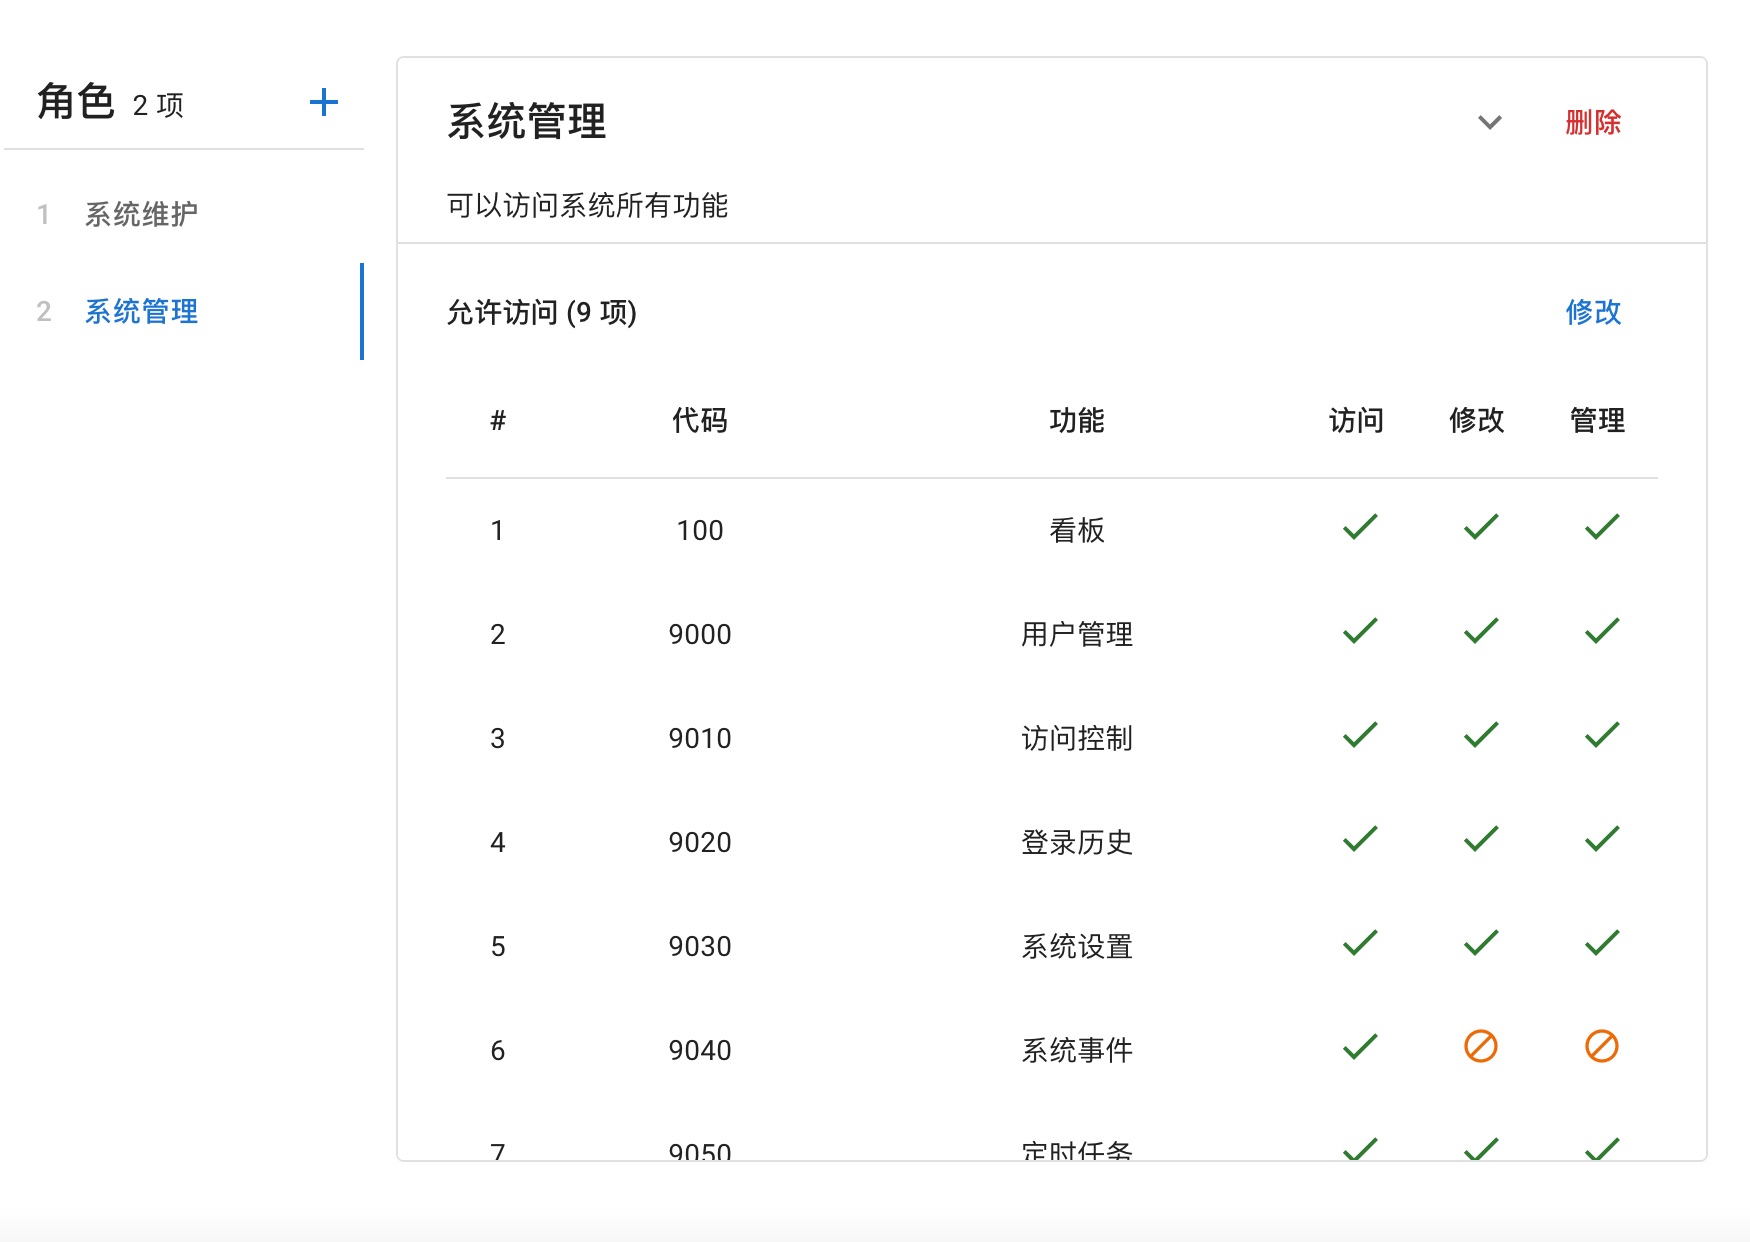 角色 2 项
1 系统维护
2 系统管理
系统管理
删除
可以访问系统所有功能
允许访问 (9 项)
修改
# 代码 功能 访问 修改 管理
1 100 看板
2 9000 用户管理
3 9010 访问控制
4 9020 登录历史
5 9030 系统设置
6 9040 系统事件
7 9050 定时任务